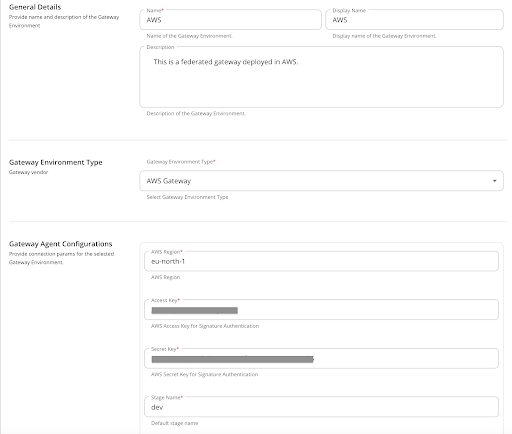 General Details
Provide name and description of the Gateway
Environment
Name*
AWS
Name of the Gateway Environment.
Display Name
AWS
Display name of the Gateway Environment.
Description
This is a federated gateway deployed in AWS.
Description of the Gateway Environment
Gateway Environment Type
Gateway vendor
Gateway Environment Type*
AWS Gateway
Select Gateway Environment Type
Gateway Agent Configurations
Provide connection params for the selected
Gateway Environment.
AWS Region*
eu-north-1
AWS Region
Access Key*
AWS Access Key for Signature Authentication
Secret Key*
AWS Secret Key for Signature Authentication
Stage Name*
dev
Default stage name